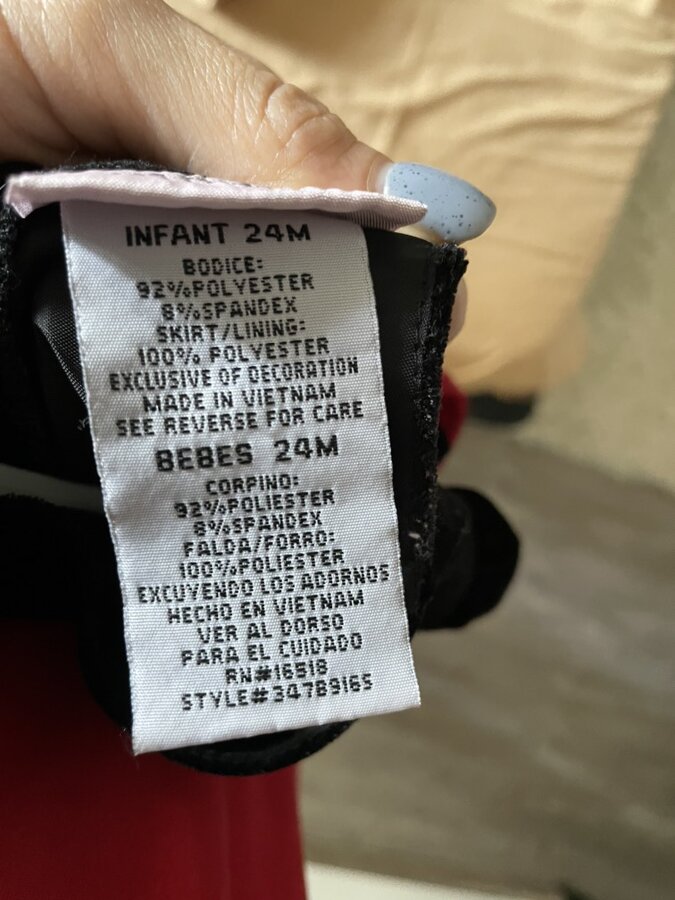 INFANT 24M
BODICE:
92%POLYESTER
8%SPANDEX
SKIRT/LINING:
100% POLYESTER
EXCLUSIVE OF DECORATION
MADE IN VIETNAM
SEE REVERSE FOR CARE
BEBES 24M
CORPINO:
92%POLIESTER
8%SPANDEX
FALDA/FORRO:
100%POLIESTER
EXCUYENDO LOS ADORNOS
HECHO EN VIETNAM
VER AL DORSO
PARA EL CUIDADO
RN#16518
STYLE#34789165